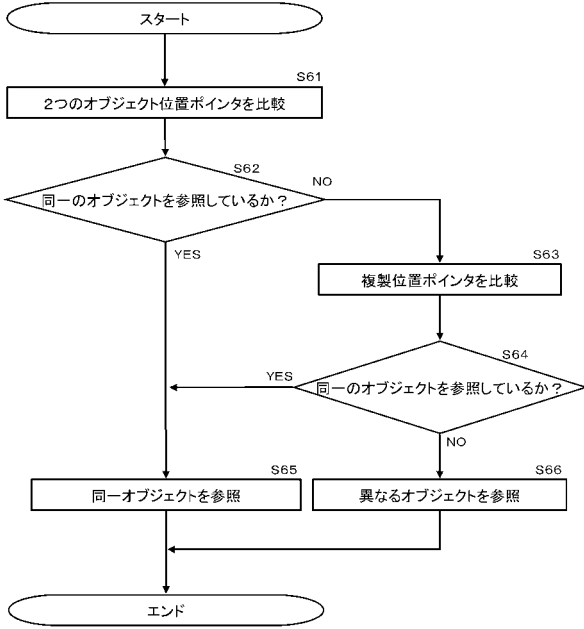 スタート
S61
2つのオブジェクト位置ポインタを比較
S62
同一のオブジェクトを参照しているか？
NO
YES
S63
複製位置ポインタを比較
S64
YES
同一のオブジェクトを参照しているか？
NO
S65
同一オブジェクトを参照
S66
異なるオブジェクトを参照
エンド